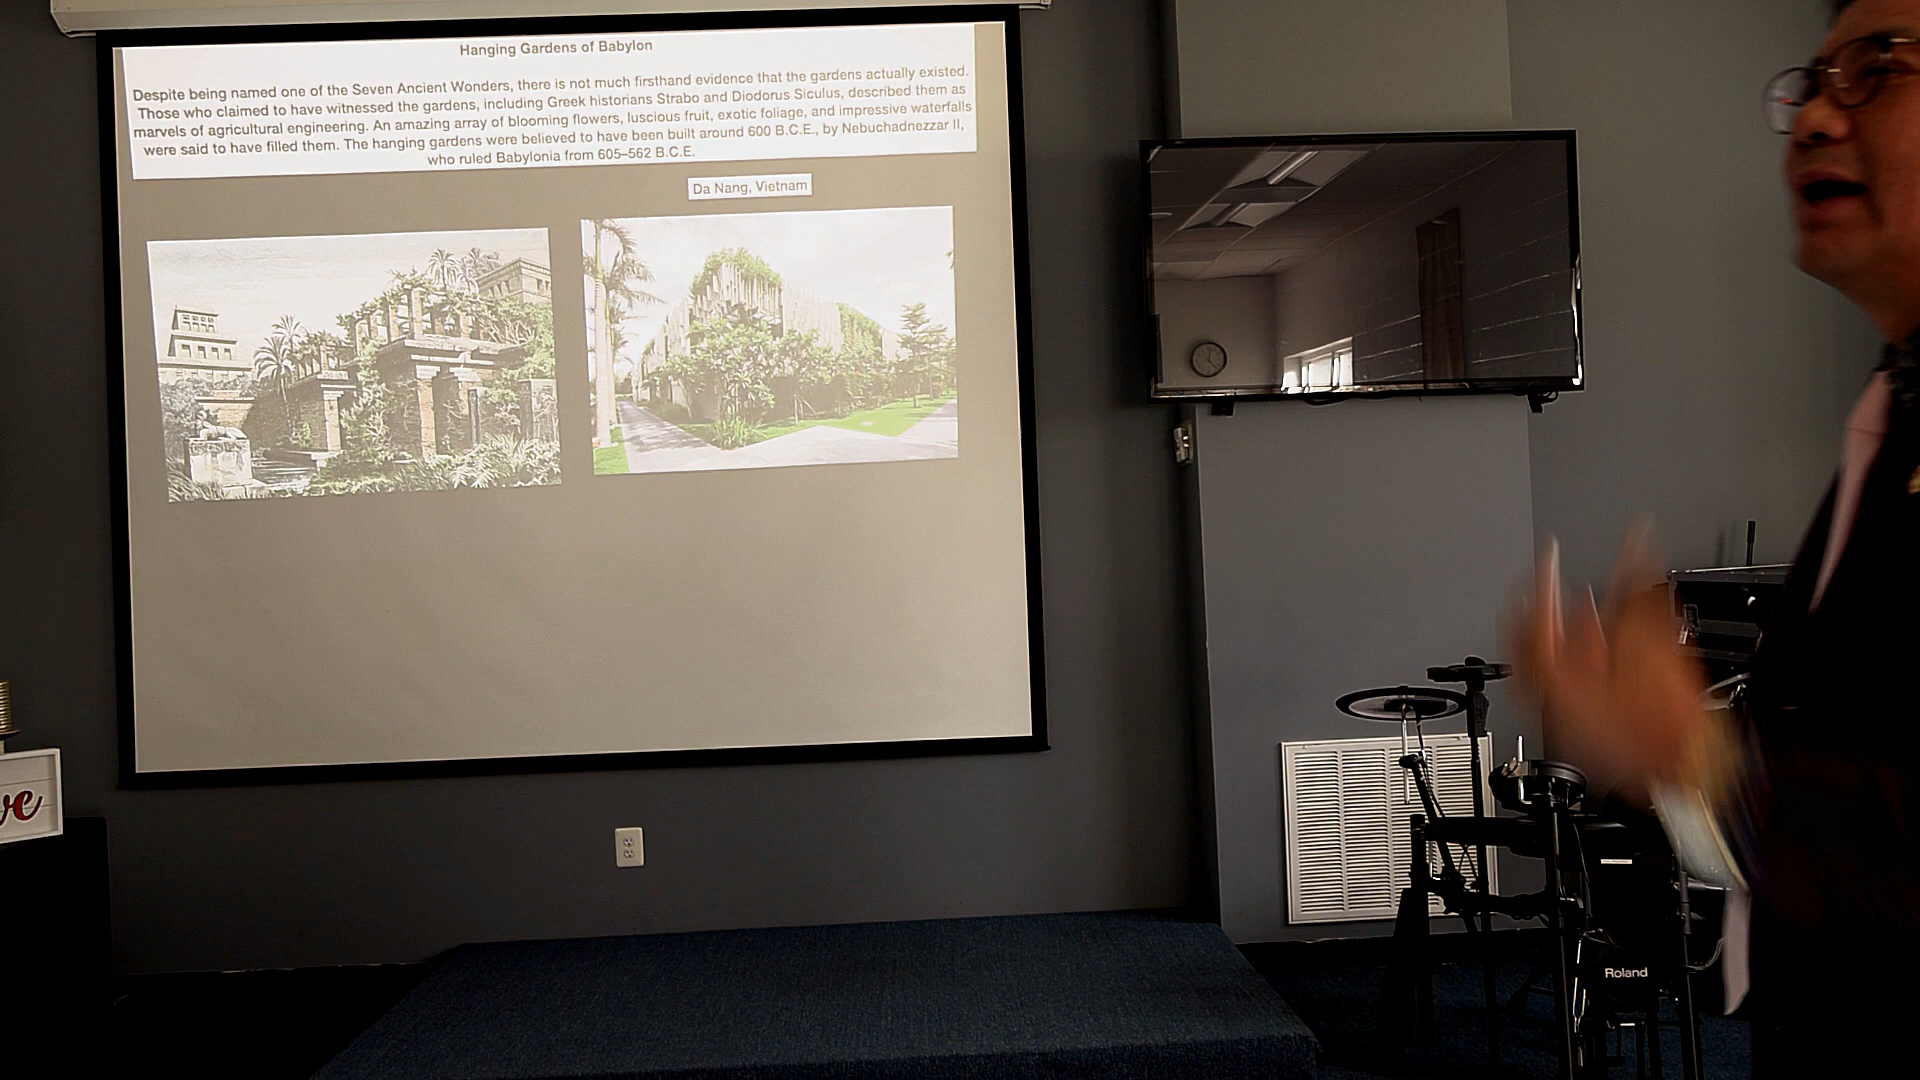 Hanging Gardens of Babylon
Despite being named one of the Seven Ancient Wonders, there is not much firsthand evidence that the gardens actually existed.
Those who claimed to have witnessed the gardens, including Greek historians Strabo and Diodorus Siculus, described them as
marvels of agricultural engineering. An amazing array of blooming flowers, luscious fruit, exotic foliage, and impressive waterfalls
were said to have filled them. The hanging gardens were believed to have been built around 600 B.C.E., by Nebuchadnezzar II,
who ruled Babylonia from 605–562 B.C.E.
Da Nang, Vietnam
ve
Roland